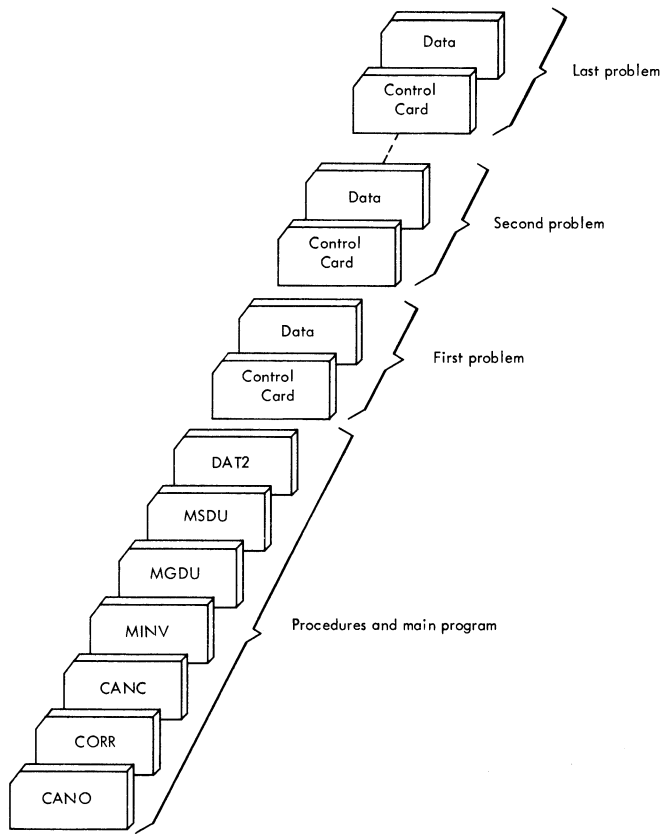 Data
Control
Card
Last problem
Data
Control
Card
Second problem
Data
Control
Card
First problem
DAT2
MSDU
MGDU
MINV
Procedures and main program
CANC
CORR
CANO